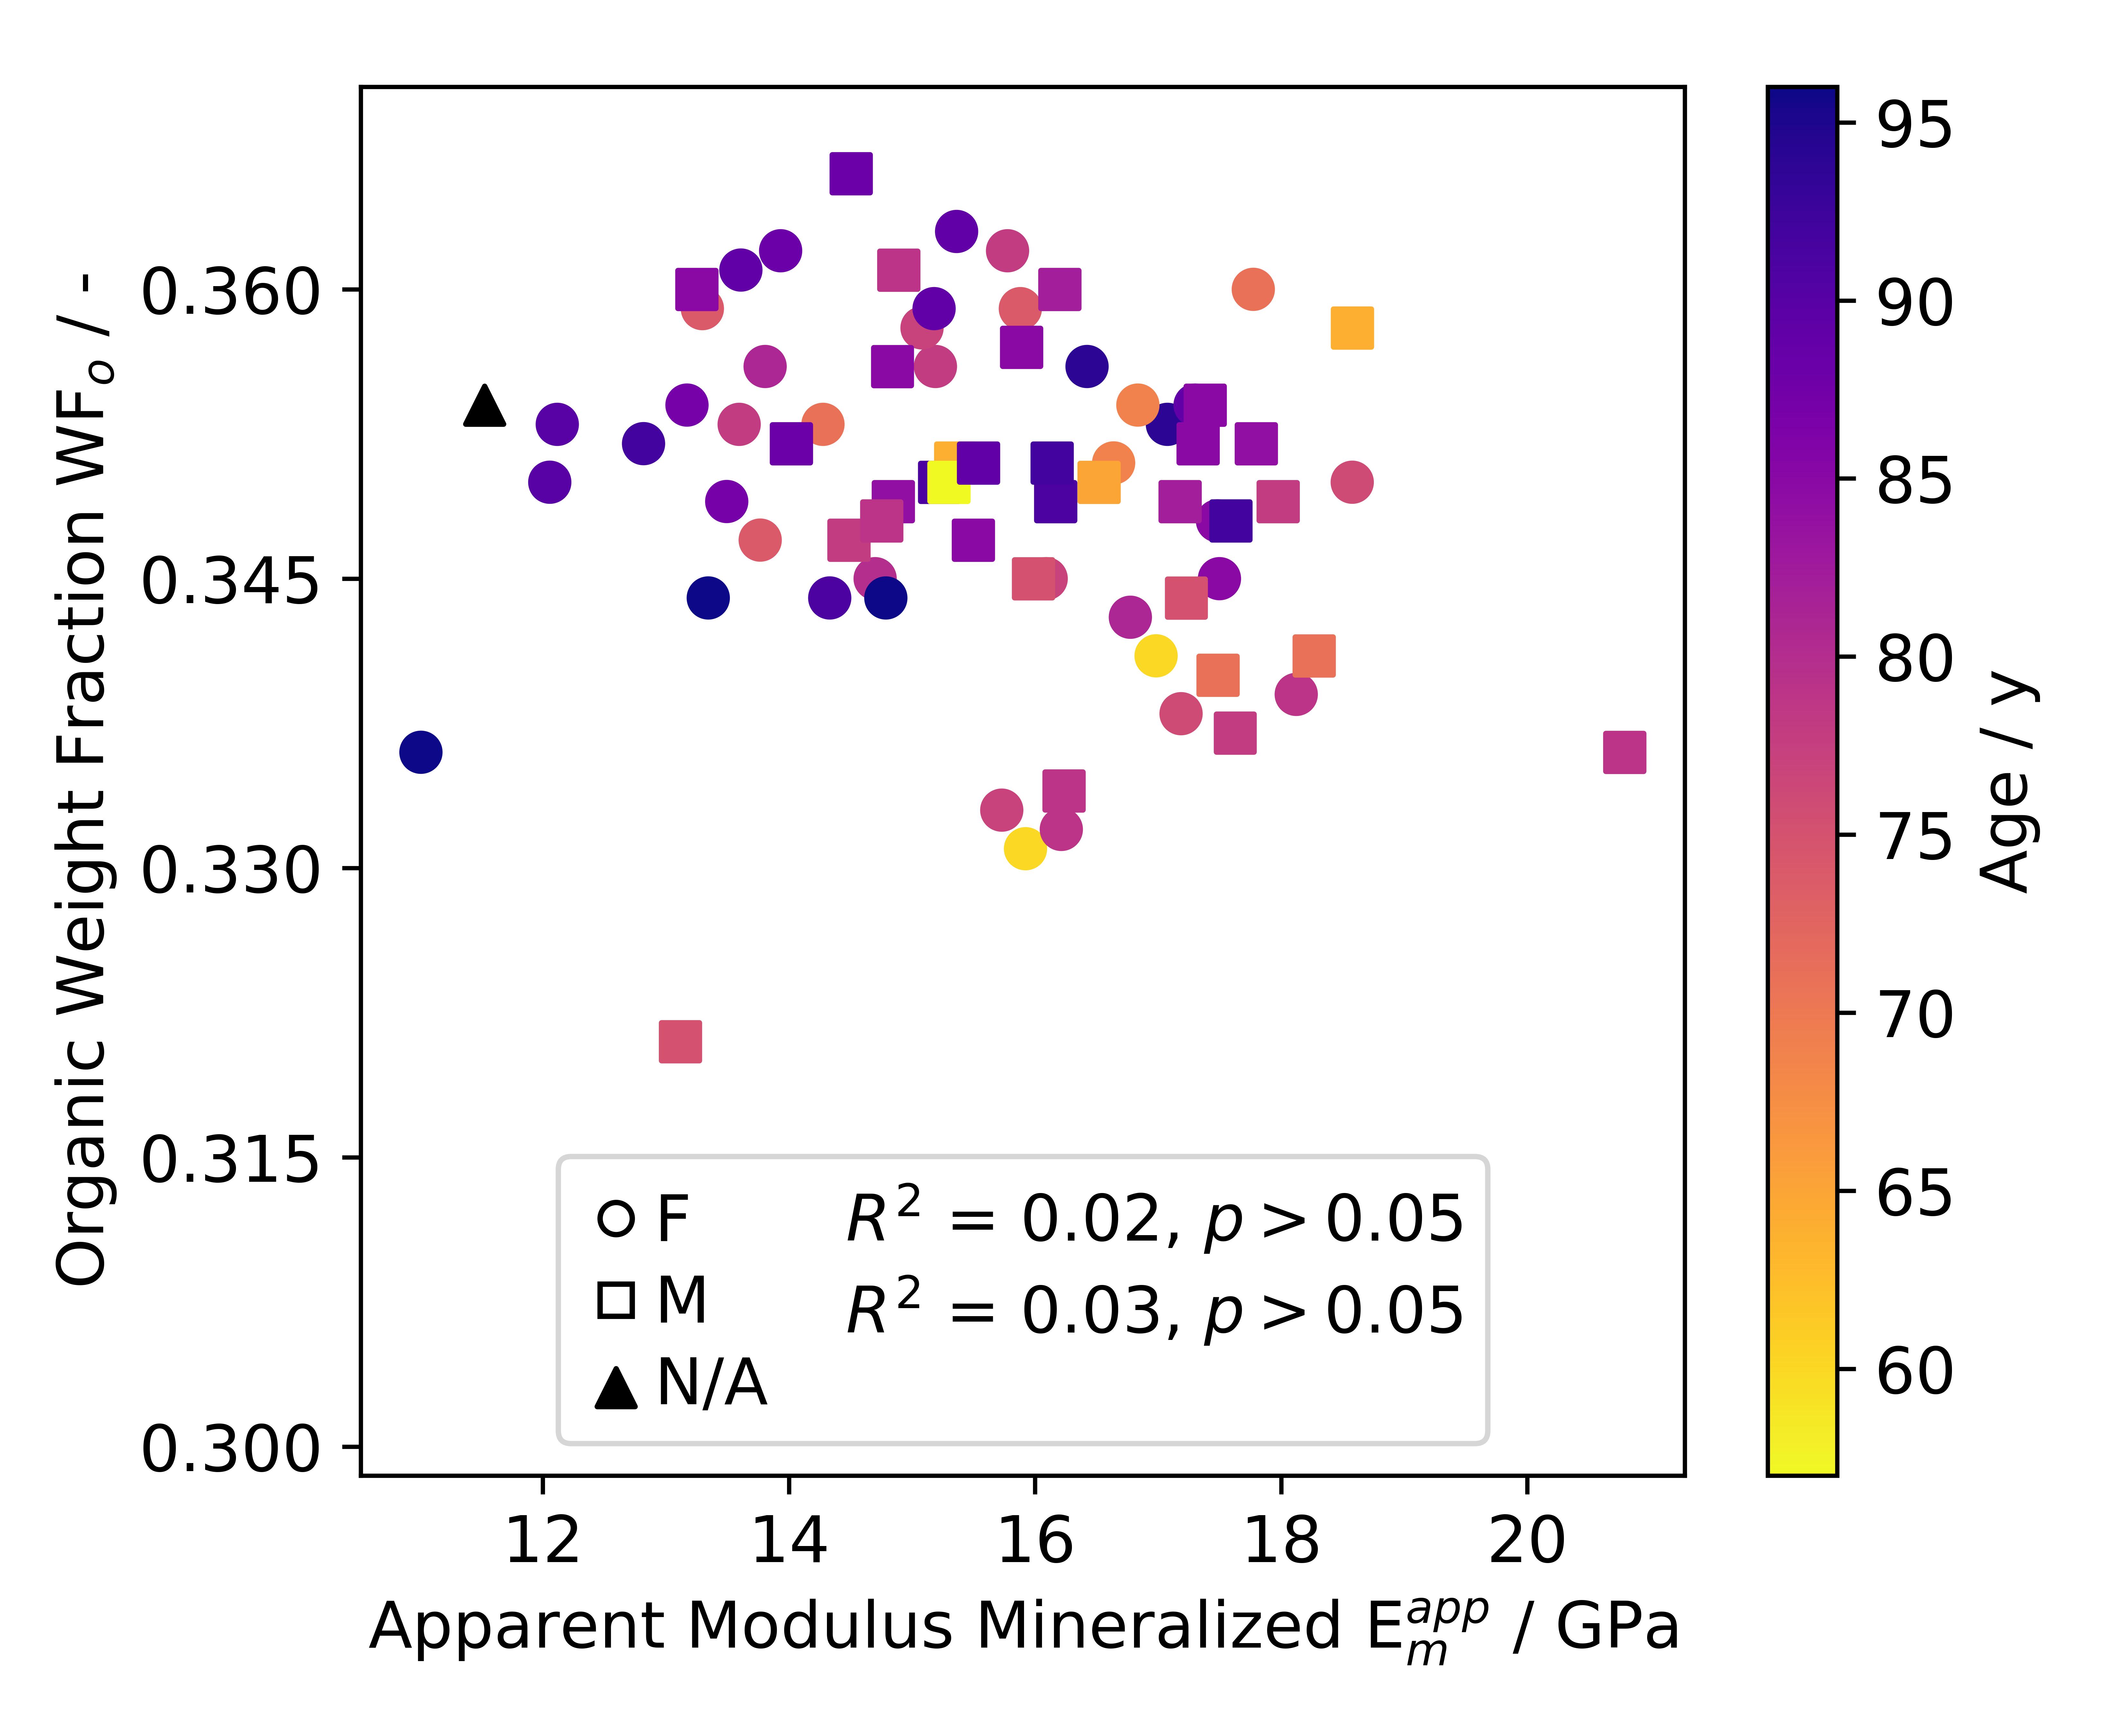 Organic Weight Fraction WFₒ / -
0.360
0.345
0.330
0.315
0.300
F R² = 0.02, p > 0.05
M R² = 0.03, p > 0.05
N/A
12 14 16 18 20
Apparent Modulus Mineralized E_m^app / GPa
95
90
85
80
75
70
65
60
Age / y